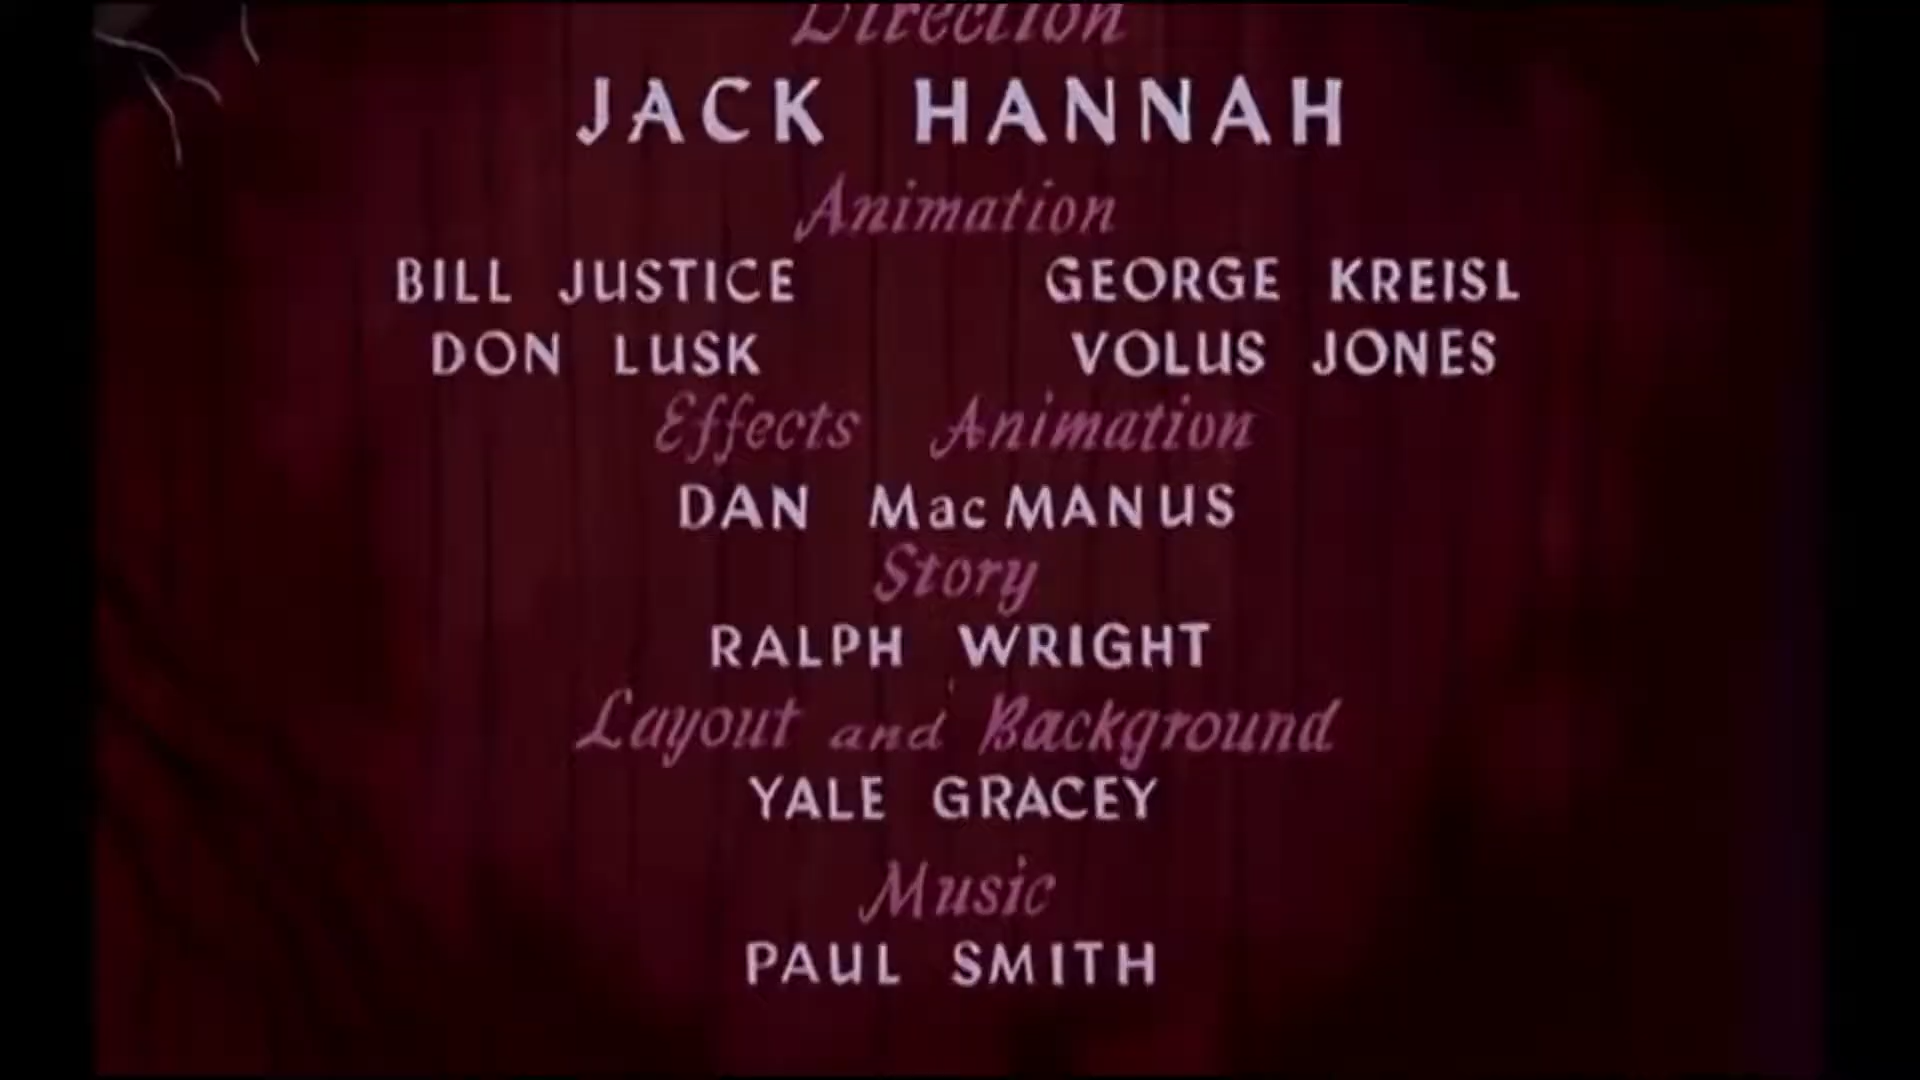 Direction
JACK HANNAH
Animation
BILL JUSTICE GEORGE KREISL
DON LUSK VOLUS JONES
Effects Animation
DAN MacMANUS
Story
RALPH WRIGHT
Layout and Background
YALE GRACEY
Music
PAUL SMITH